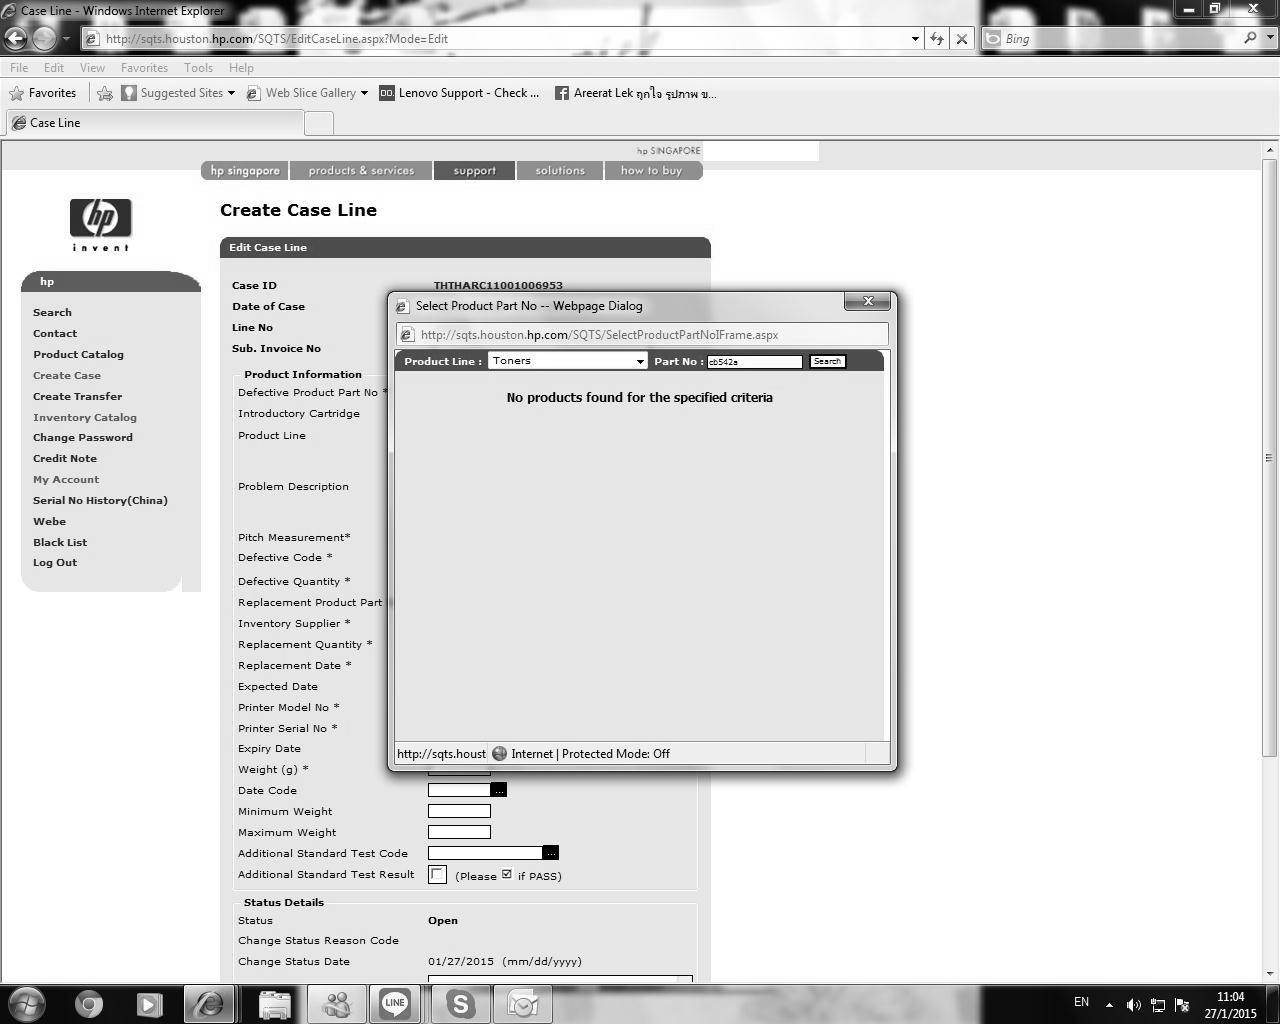 Case Line - Windows Internet Explorer
http://sqts.houston.hp.com/SQTS/EditCaseLine.aspx?Mode=Edit
Bing
File Edit View Favorites Tools Help
Favorites Suggested Sites Web Slice Gallery Lenovo Support - Check ... Areerat Lek ถูกใจ รูปภาพ ข...
Case Line
hp SINGAPORE
hp singapore products & services support solutions how to buy
hp
invent
Create Case Line
Edit Case Line
hp
Search
Contact
Product Catalog
Create Case
Create Transfer
Inventory Catalog
Change Password
Credit Note
My Account
Serial No History(China)
Webe
Black List
Log Out
Case ID THTHARC11001006953
Date of Case
Line No
Sub. Invoice No
Product Information
Defective Product Part No *
Introductory Cartridge
Product Line
Problem Description
Pitch Measurement*
Defective Code *
Defective Quantity *
Replacement Product Part
Inventory Supplier *
Replacement Quantity *
Replacement Date *
Expected Date
Printer Model No *
Printer Serial No *
Expiry Date
Weight (g) *
Date Code ...
Minimum Weight
Maximum Weight
Additional Standard Test Code ...
Additional Standard Test Result (Please ☑ if PASS)
Status Details
Status Open
Change Status Reason Code
Change Status Date 01/27/2015 (mm/dd/yyyy)
Select Product Part No -- Webpage Dialog
http://sqts.houston.hp.com/SQTS/SelectProductPartNoIFrame.aspx
Product Line : Toners Part No : cb542a Search
No products found for the specified criteria
http://sqts.houst Internet | Protected Mode: Off
LINE
EN
11:04
27/1/2015